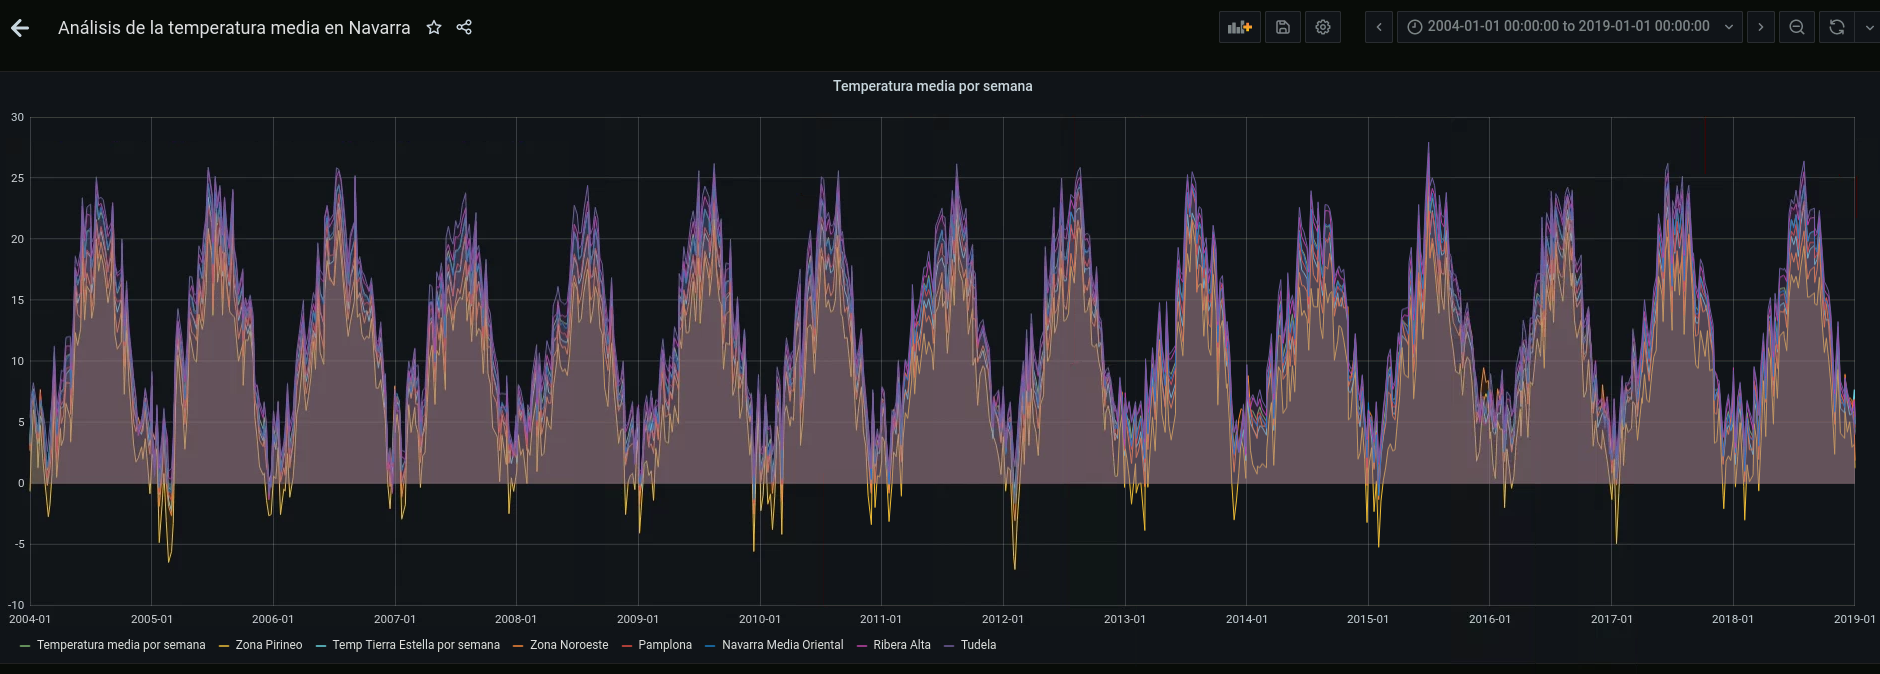 Análisis de la temperatura media en Navarra
2004-01-01 00:00:00 to 2019-01-01 00:00:00
Temperatura media por semana
30
25
20
15
10
5
0
-5
-10
2004-01 2005-01 2006-01 2007-01 2008-01 2009-01 2010-01 2011-01 2012-01 2013-01 2014-01 2015-01 2016-01 2017-01 2018-01 2019-01
Temperatura media por semana Zona Pirineo Temp Tierra Estella por semana Zona Noroeste Pamplona Navarra Media Oriental Ribera Alta Tudela